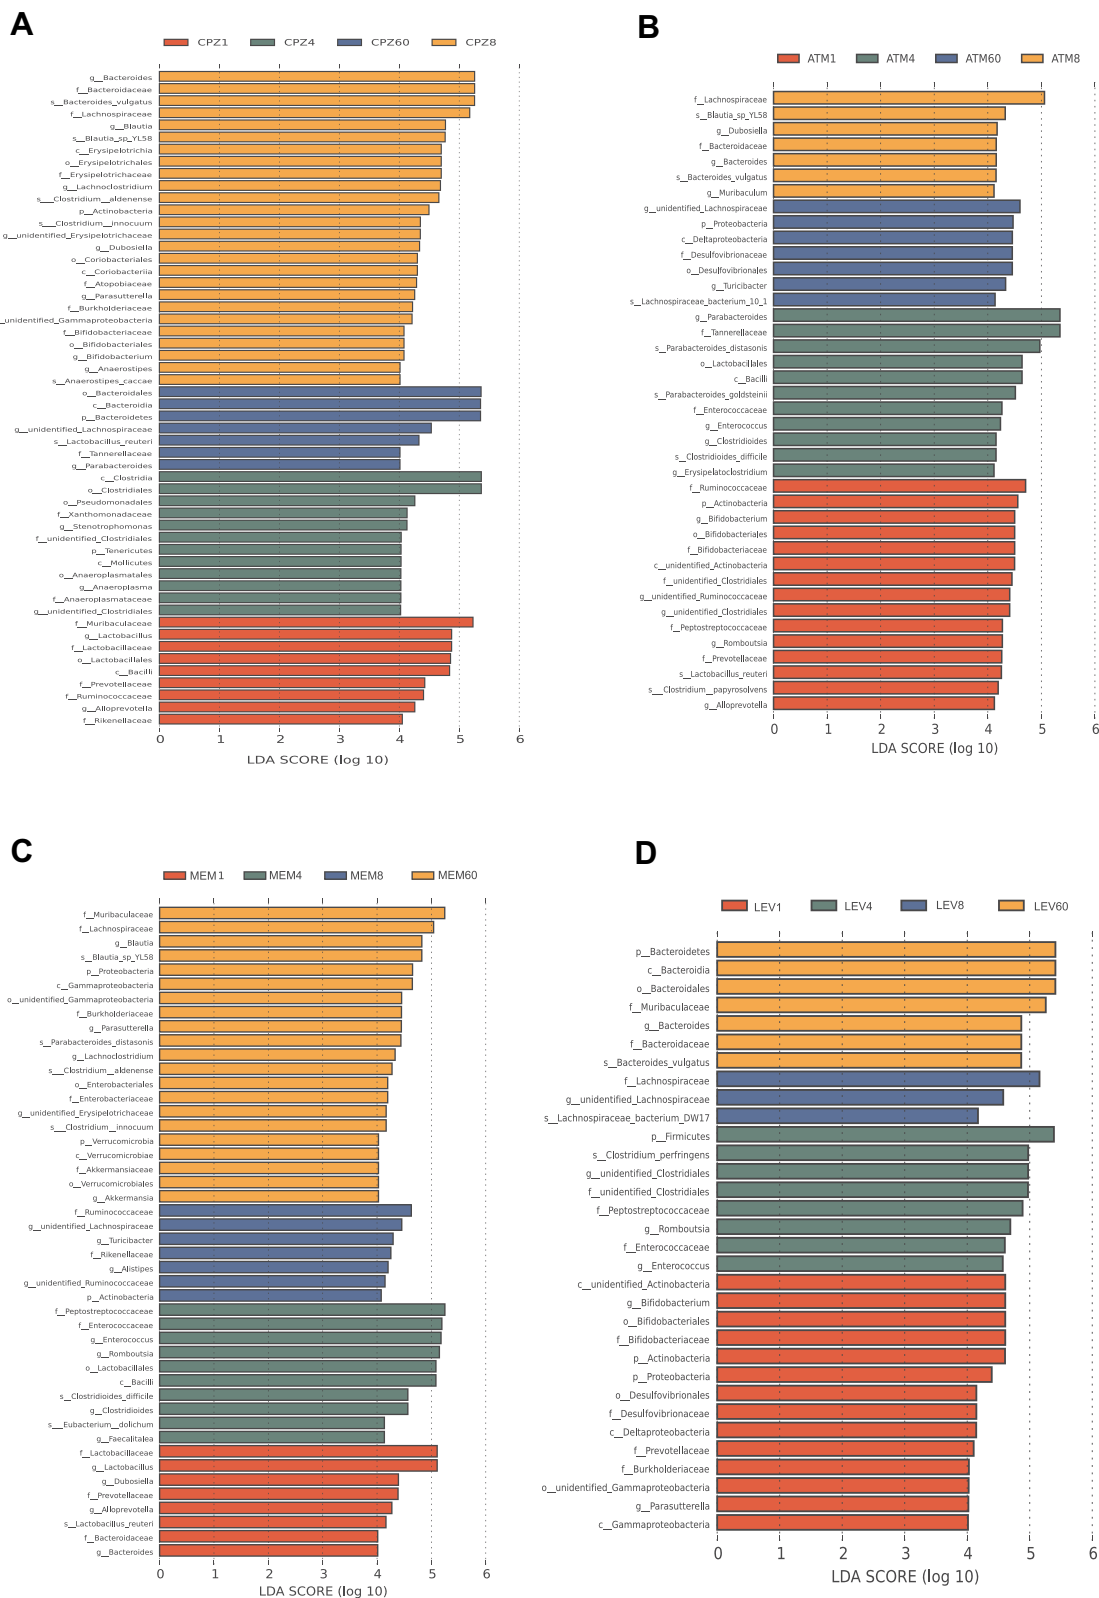 A
CPZ1 CPZ4 CPZ60 CPZ8
g__Bacteroides
f__Bacteroidaceae
s__Bacteroides_vulgatus
f__Lachnospiraceae
g__Blautia
s__Blautia_sp_YL58
c__Erysipelotrichia
o__Erysipelotrichales
f__Erysipelotrichaceae
g__Lachnoclostridium
s__Clostridium_aldenense
p__Actinobacteria
s___Clostridium__innocuum
g__unidentified_Erysipelotrichaceae
g__Dubosiella
o__Coriobacteriales
c__Coriobacteriia
f__Atopobiaceae
g__Parasutterella
f__Burkholderiaceae
_unidentified_Gammaproteobacteria
f__Bifidobacteriaceae
o__Bifidobacteriales
g__Bifidobacterium
g__Anaerostipes
s__Anaerostipes_caccae
o__Bacteroidales
c__Bacteroidia
p__Bacteroidetes
g__unidentified_Lachnospiraceae
s__Lactobacillus_reuteri
f__Tannerellaceae
g__Parabacteroides
c__Clostridia
o__Clostridiales
o__Pseudomonadales
f__Xanthomonadaceae
g__Stenotrophomonas
f__unidentified_Clostridiales
p__Tenericutes
c__Mollicutes
o__Anaeroplasmatales
g__Anaeroplasma
f__Anaeroplasmataceae
g__unidentified_Clostridiales
f__Muribaculaceae
g__Lactobacillus
f__Lactobacillaceae
o__Lactobacillales
c__Bacilli
f__Prevotellaceae
f__Ruminococcaceae
g__Alloprevotella
f__Rikenellaceae
0 1 2 3 4 5 6
LDA SCORE (log 10)
B
ATM1 ATM4 ATM60 ATM8
f__Lachnospiraceae
s__Blautia_sp_YL58
g__Dubosiella
f__Bacteroidaceae
g__Bacteroides
s__Bacteroides_vulgatus
g__Muribaculum
g__unidentified_Lachnospiraceae
p__Proteobacteria
c__Deltaproteobacteria
f__Desulfovibrionaceae
o__Desulfovibrionales
g__Turicibacter
s__Lachnospiraceae_bacterium_10_1
g__Parabacteroides
f__Tannerellaceae
s__Parabacteroides_distasonis
o__Lactobacillales
c__Bacilli
s__Parabacteroides_goldsteinii
f__Enterococcaceae
g__Enterococcus
g__Clostridioides
s__Clostridioides_difficile
g__Erysipelatoclostridium
f__Ruminococcaceae
p__Actinobacteria
g__Bifidobacterium
o__Bifidobacteriales
f__Bifidobacteriaceae
c__unidentified_Actinobacteria
f__unidentified_Clostridiales
g__unidentified_Ruminococcaceae
g__unidentified_Clostridiales
f__Peptostreptococcaceae
g__Romboutsia
f__Prevotellaceae
s__Lactobacillus_reuteri
s__Clostridium_papyrosolvens
g__Alloprevotella
0 1 2 3 4 5 6
LDA SCORE (log 10)
C
MEM1 MEM4 MEM8 MEM60
f__Muribaculaceae
f__Lachnospiraceae
g__Blautia
s__Blautia_sp_YL58
p__Proteobacteria
c__Gammaproteobacteria
o__unidentified_Gammaproteobacteria
f__Burkholderiaceae
g__Parasutterella
s__Parabacteroides_distasonis
g__Lachnoclostridium
s___Clostridium_aldenense
o__Enterobacteriales
f__Enterobacteriaceae
g__unidentified_Erysipelotrichaceae
s___Clostridium__innocuum
p__Verrucomicrobia
c__Verrucomicrobiae
f__Akkermansiaceae
o__Verrucomicrobiales
g__Akkermansia
f__Ruminococcaceae
g__unidentified_Lachnospiraceae
g__Turicibacter
f__Rikenellaceae
g__Alistipes
g__unidentified_Ruminococcaceae
p__Actinobacteria
f__Peptostreptococcaceae
f__Enterococcaceae
g__Enterococcus
g__Romboutsia
o__Lactobacillales
c__Bacilli
s__Clostridioides_difficile
g__Clostridioides
s___Eubacterium__dolichum
g__Faecalitalea
f__Lactobacillaceae
g__Lactobacillus
g__Dubosiella
f__Prevotellaceae
g__Alloprevotella
s__Lactobacillus_reuteri
f__Bacteroidaceae
g__Bacteroides
0 1 2 3 4 5 6
LDA SCORE (log 10)
D
LEV1 LEV4 LEV8 LEV60
p__Bacteroidetes
c__Bacteroidia
o__Bacteroidales
f__Muribaculaceae
g__Bacteroides
f__Bacteroidaceae
s__Bacteroides_vulgatus
f__Lachnospiraceae
g__unidentified_Lachnospiraceae
s__Lachnospiraceae_bacterium_DW17
p__Firmicutes
s__Clostridium_perfringens
g__unidentified_Clostridiales
f__unidentified_Clostridiales
f__Peptostreptococcaceae
g__Romboutsia
f__Enterococcaceae
g__Enterococcus
c__unidentified_Actinobacteria
g__Bifidobacterium
o__Bifidobacteriales
f__Bifidobacteriaceae
p__Actinobacteria
p__Proteobacteria
o__Desulfovibrionales
f__Desulfovibrionaceae
c__Deltaproteobacteria
f__Prevotellaceae
f__Burkholderiaceae
o__unidentified_Gammaproteobacteria
g__Parasutterella
c__Gammaproteobacteria
0 1 2 3 4 5 6
LDA SCORE (log 10)